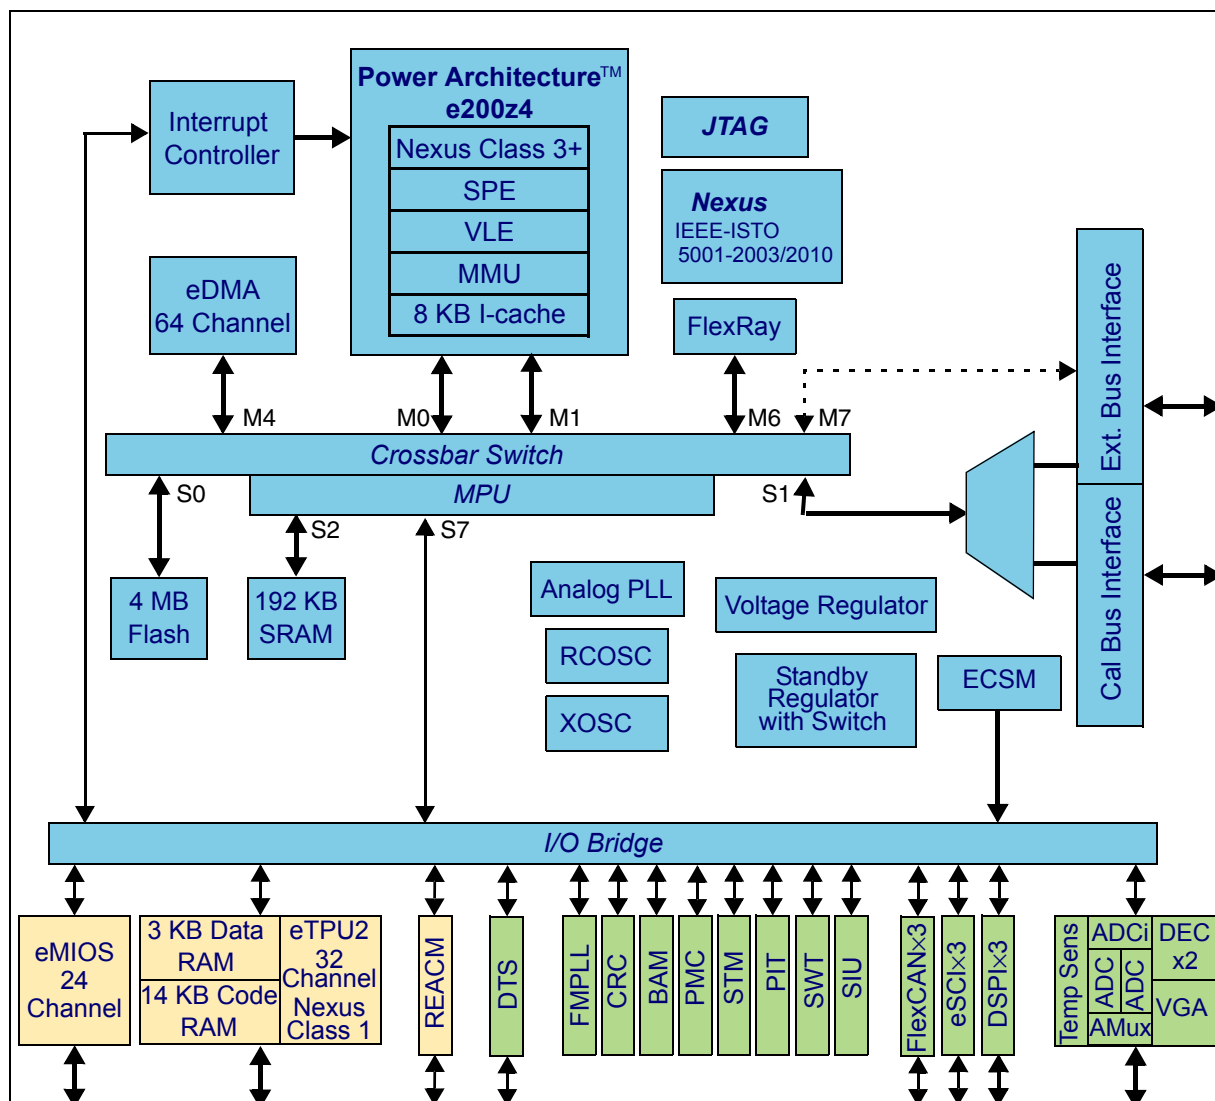 Power Architecture™
e200z4
Nexus Class 3+
SPE
VLE
MMU
8 KB I-cache
Interrupt
Controller
JTAG
Nexus
IEEE-ISTO
5001-2003/2010
eDMA
64 Channel
FlexRay
M4
M0
M1
M6
M7
Crossbar Switch
MPU
S0
S2
S7
S1
Ext. Bus Interface
Cal Bus Interface
4 MB
Flash
192 KB
SRAM
Analog PLL
Voltage Regulator
RCOSC
XOSC
Standby
Regulator
with Switch
ECSM
I/O Bridge
eMIOS
24
Channel
3 KB Data
RAM
14 KB Code
RAM
eTPU2
32
Channel
Nexus
Class 1
REACM
DTS
FMPLL
CRC
BAM
PMC
STM
PIT
SWT
SIU
FlexCAN×3
eSCI×3
DSPI×3
Temp Sens
ADCi
ADC
ADC
AMux
DEC
x2
VGA